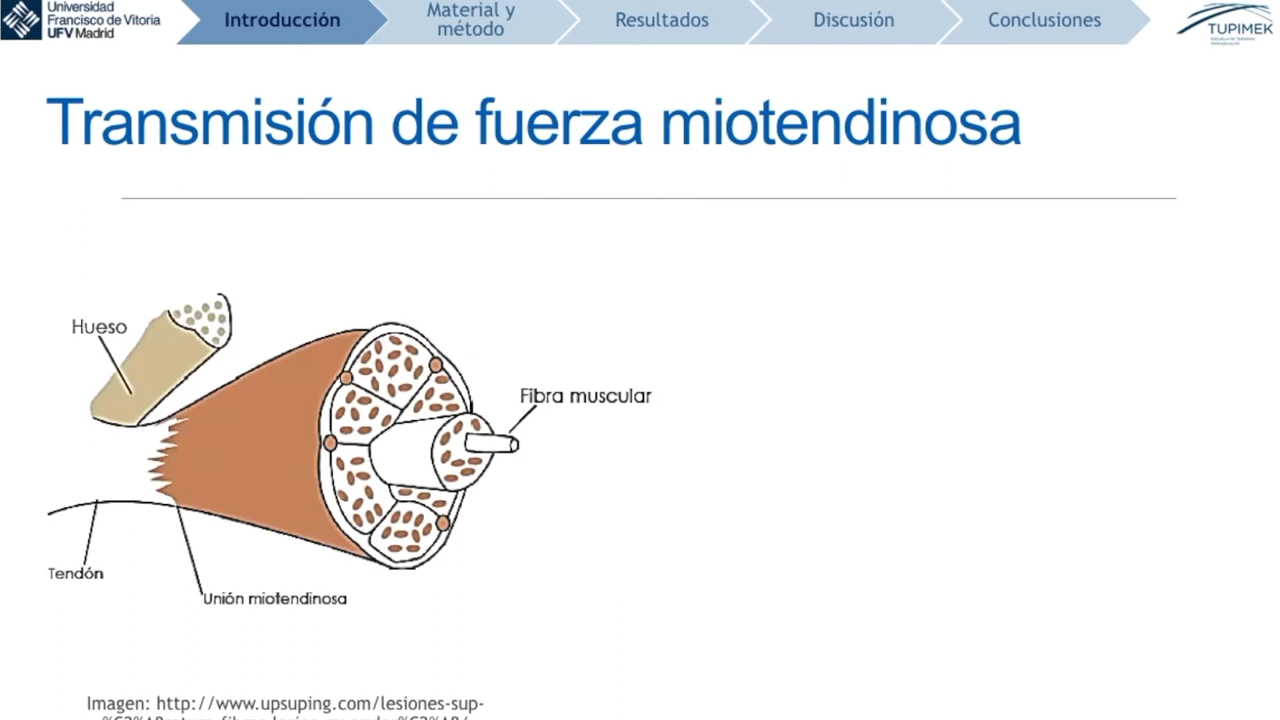 Universidad
Francisco de Vitoria
UFV Madrid
Introducción
Material y
método
Resultados
Discusión
Conclusiones
TUPIMEK
Transmisión de fuerza miotendinosa
Hueso
Fibra muscular
Tendón
Unión miotendinosa
Imagen: http://www.upsuping.com/lesiones-sup-